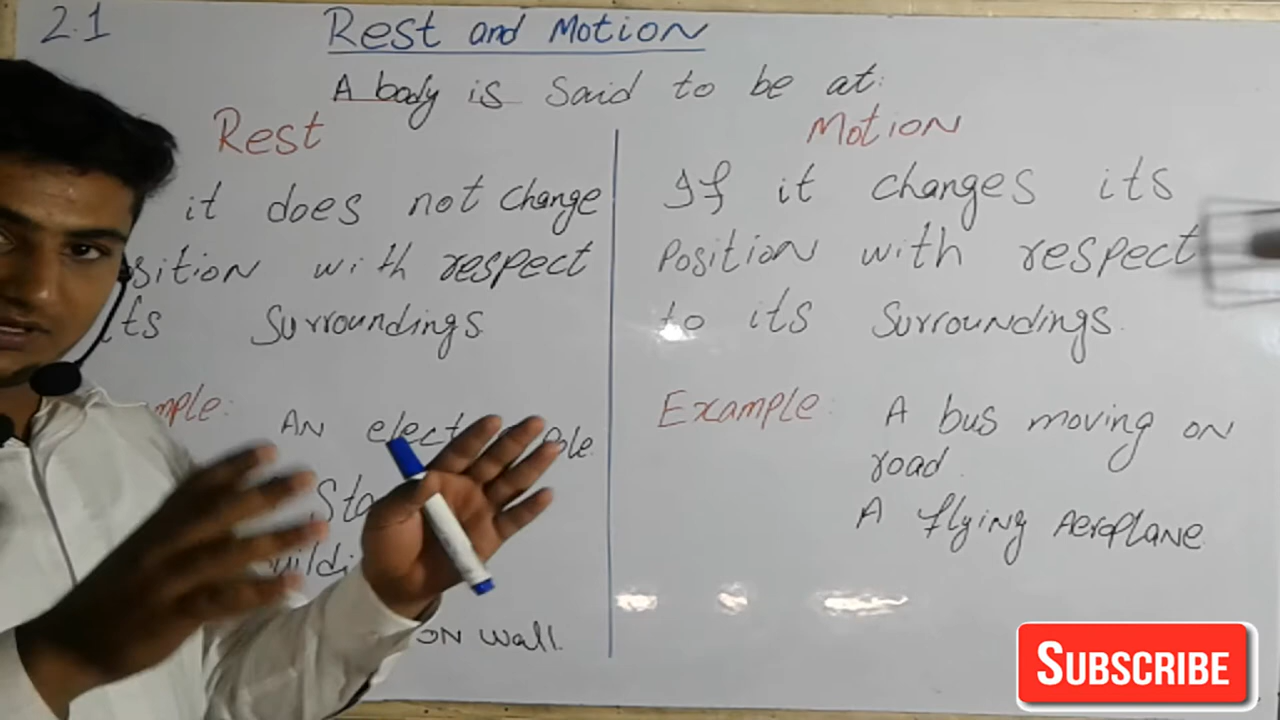 2.1
Rest and Motion
A body is said to be at:
Rest
it does not change
sition with respect
its surroundings
mple:
AN elect
ON wall.
Motion
If it changes its
Position with respect
to its surroundings.
Example: A bus moving on
road.
A flying Aeroplane
SUBSCRIBE